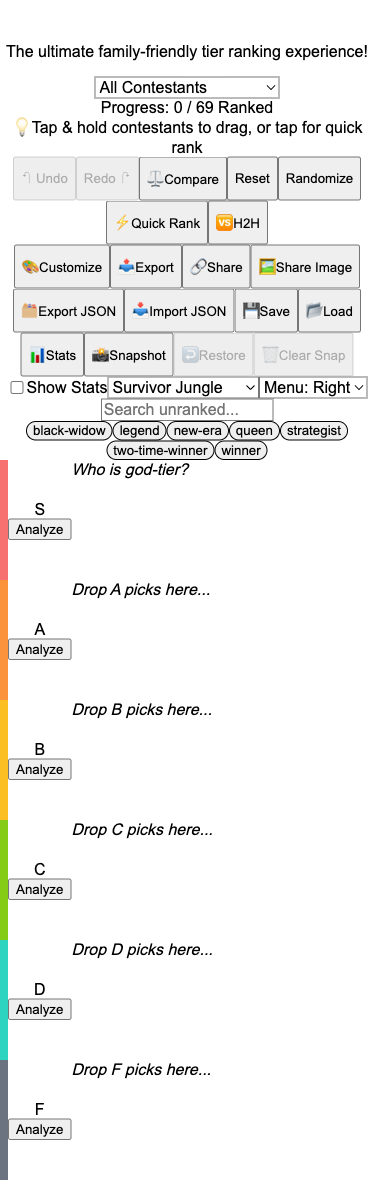 The ultimate family-friendly tier ranking experience!
All Contestants
Progress: 0 / 69 Ranked
💡Tap & hold contestants to drag, or tap for quick
rank
Undo Redo Compare Reset Randomize
⚡Quick Rank 🆚H2H
🎨Customize 📤Export 🔗Share 🖼️Share Image
Export JSON Import JSON 💾Save 📂Load
📊Stats 📸Snapshot Restore Clear Snap
Show Stats Survivor Jungle Menu: Right
Search unranked...
black-widow legend new-era queen strategist
two-time-winner winner
Who is god-tier?
S
Analyze
Drop A picks here...
A
Analyze
Drop B picks here...
B
Analyze
Drop C picks here...
C
Analyze
Drop D picks here...
D
Analyze
Drop F picks here...
F
Analyze